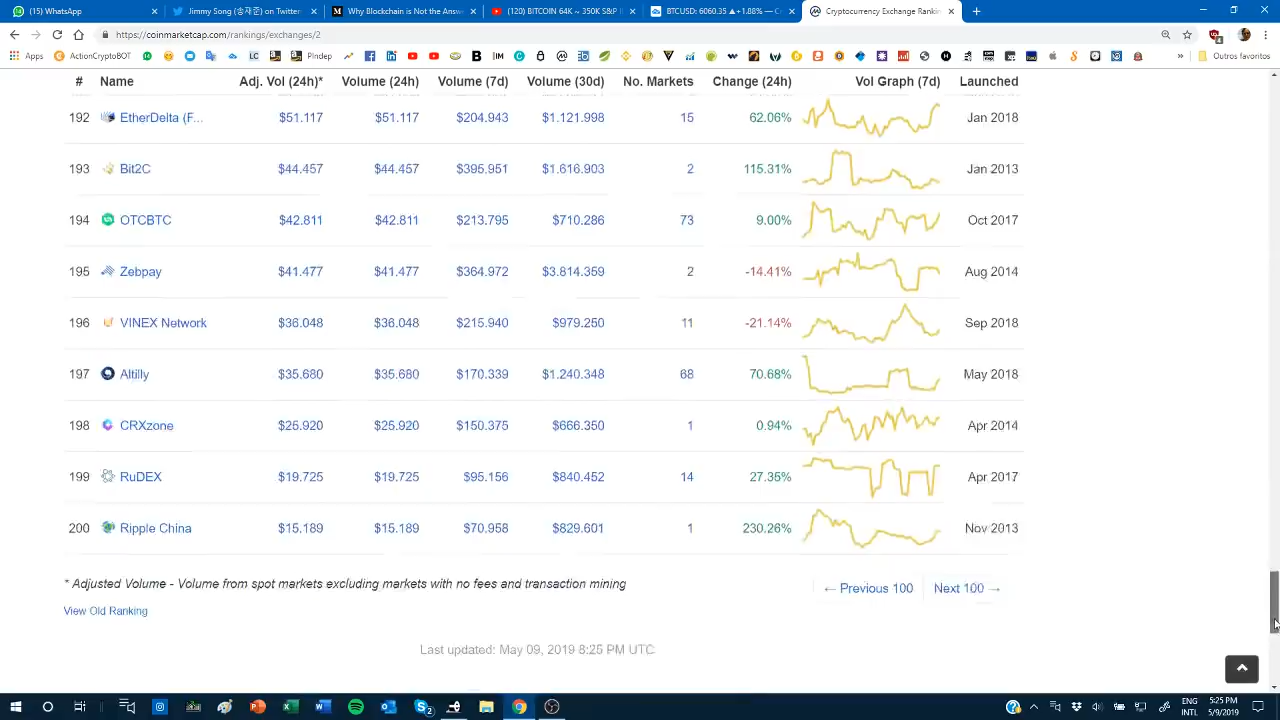 (15) WhatsApp
Jimmy Song (송재준) on Twitter
Why Blockchain is Not the Answe
(120) BITCOIN 64K ~ 350K S&P I
BTCUSD: 6060.35 ▲+1.88% — C
Cryptocurrency Exchange Rankin
https://coinmarketcap.com/rankings/exchanges/2
Apps ActionCryptoBOT LC Pindep » Outros favoritos
# Name Adj. Vol (24h)* Volume (24h) Volume (7d) Volume (30d) No. Markets Change (24h) Vol Graph (7d) Launched
192 EtherDelta (F... $51.117 $51.117 $204.943 $1.121.998 15 62.06% Jan 2018
193 Bit2C $44.457 $44.457 $395.951 $1.616.903 2 115.31% Jan 2013
194 OTCBTC $42.811 $42.811 $213.795 $710.286 73 9.00% Oct 2017
195 Zebpay $41.477 $41.477 $364.972 $3.814.359 2 -14.41% Aug 2014
196 VINEX Network $36.048 $36.048 $215.940 $979.250 11 -21.14% Sep 2018
197 Altilly $35.680 $35.680 $170.339 $1.240.348 68 70.68% May 2018
198 CRXzone $25.920 $25.920 $150.375 $666.350 1 0.94% Apr 2014
199 RuDEX $19.725 $19.725 $95.156 $840.452 14 27.35% Apr 2017
200 Ripple China $15.189 $15.189 $70.958 $829.601 1 230.26% Nov 2013
* Adjusted Volume - Volume from spot markets excluding markets with no fees and transaction mining
← Previous 100 Next 100 →
View Old Ranking
Last updated: May 09, 2019 8:25 PM UTC
ENG 5:25 PM
INTL 5/9/2019